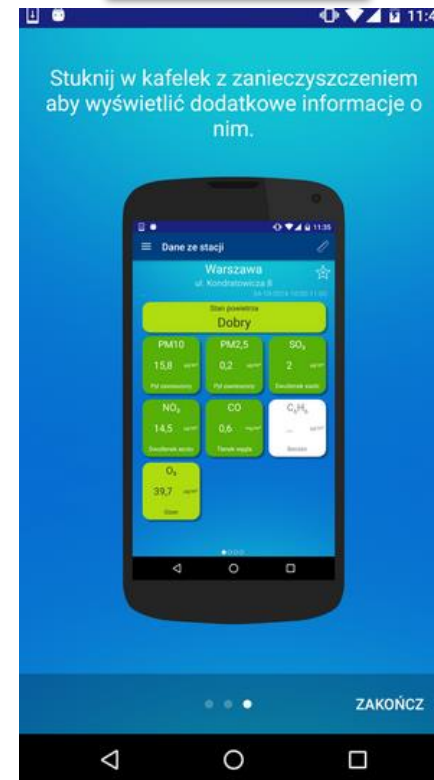 11:4
Stuknij w kafelek z zanieczyszczeniem
aby wyświetlić dodatkowe informacje o
nim.
11:35
Dane ze stacji
Warszawa
ul. Kondratowicza 8
Stan powietrza
Dobry
PM10 PM2,5 SO₂
15,8 0,2 2
Pył zawieszony Pył zawieszony Dwutlenek siarki
NO₂ CO C₆H₆
14,5 0,6 ...
Dwutlenek azotu Tlenek węgla Benzen
O₃
39,7
Ozon
ZAKOŃCZ